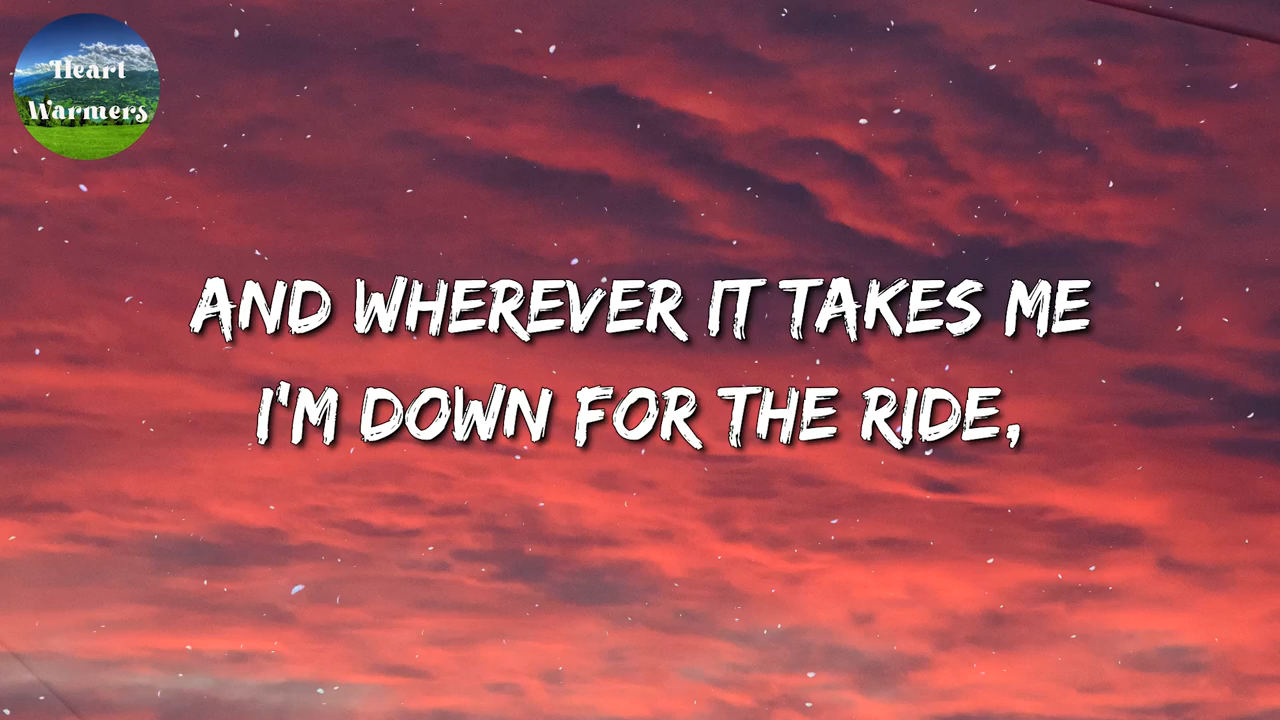 Heart
Warmers
AND WHEREVER IT TAKES ME
I'M DOWN FOR THE RIDE,